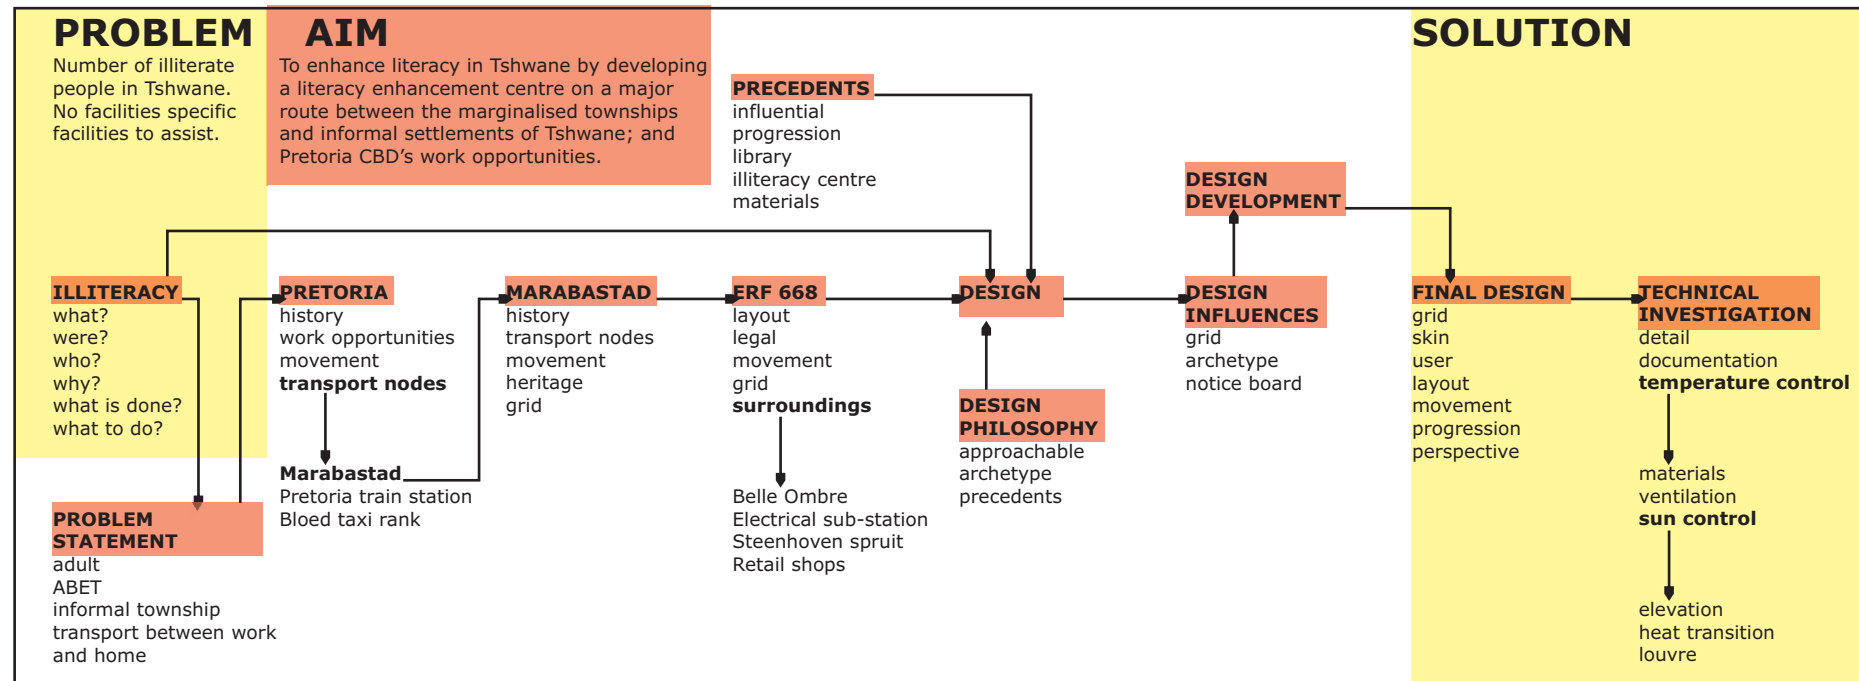 PROBLEM
Number of illiterate
people in Tshwane.
No facilities specific
facilities to assist.
AIM
To enhance literacy in Tshwane by developing
a literacy enhancement centre on a major
route between the marginalised townships
and informal settlements of Tshwane; and
Pretoria CBD's work opportunities.
SOLUTION
PRECEDENTS
influential
progression
library
illiteracy centre
materials
DESIGN
DEVELOPMENT
ILLITERACY
what?
were?
who?
why?
what is done?
what to do?
PROBLEM
STATEMENT
adult
ABET
informal township
transport between work
and home
PRETORIA
history
work opportunities
movement
transport nodes
Marabastad
Pretoria train station
Bloed taxi rank
MARABASTAD
history
transport nodes
movement
heritage
grid
ERF 668
layout
legal
movement
grid
surroundings
Belle Ombre
Electrical sub-station
Steenhoven spruit
Retail shops
DESIGN
DESIGN
PHILOSOPHY
approachable
archetype
precedents
DESIGN
INFLUENCES
grid
archetype
notice board
FINAL DESIGN
grid
skin
user
layout
movement
progression
perspective
TECHNICAL
INVESTIGATION
detail
documentation
temperature control
materials
ventilation
sun control
elevation
heat transition
louvre